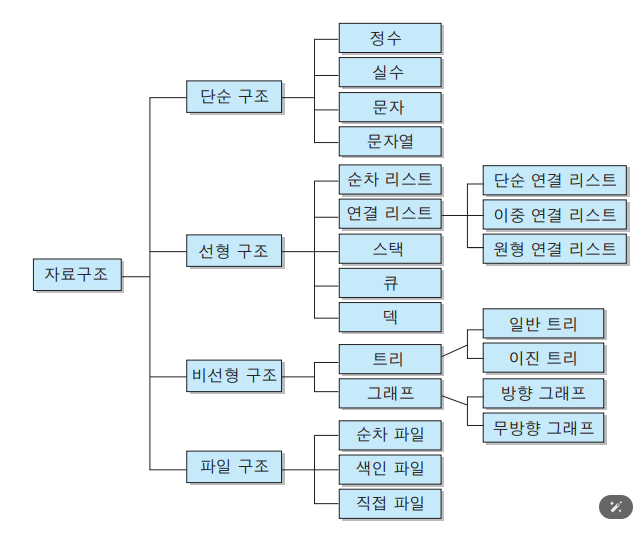 정수
실수
단순 구조
문자
문자열
순차 리스트
단순 연결 리스트
연결 리스트
이중 연결 리스트
선형 구조
스택
원형 연결 리스트
자료구조
큐
덱
일반 트리
트리
이진 트리
비선형 구조
그래프
방향 그래프
무방향 그래프
순차 파일
파일 구조
색인 파일
직접 파일